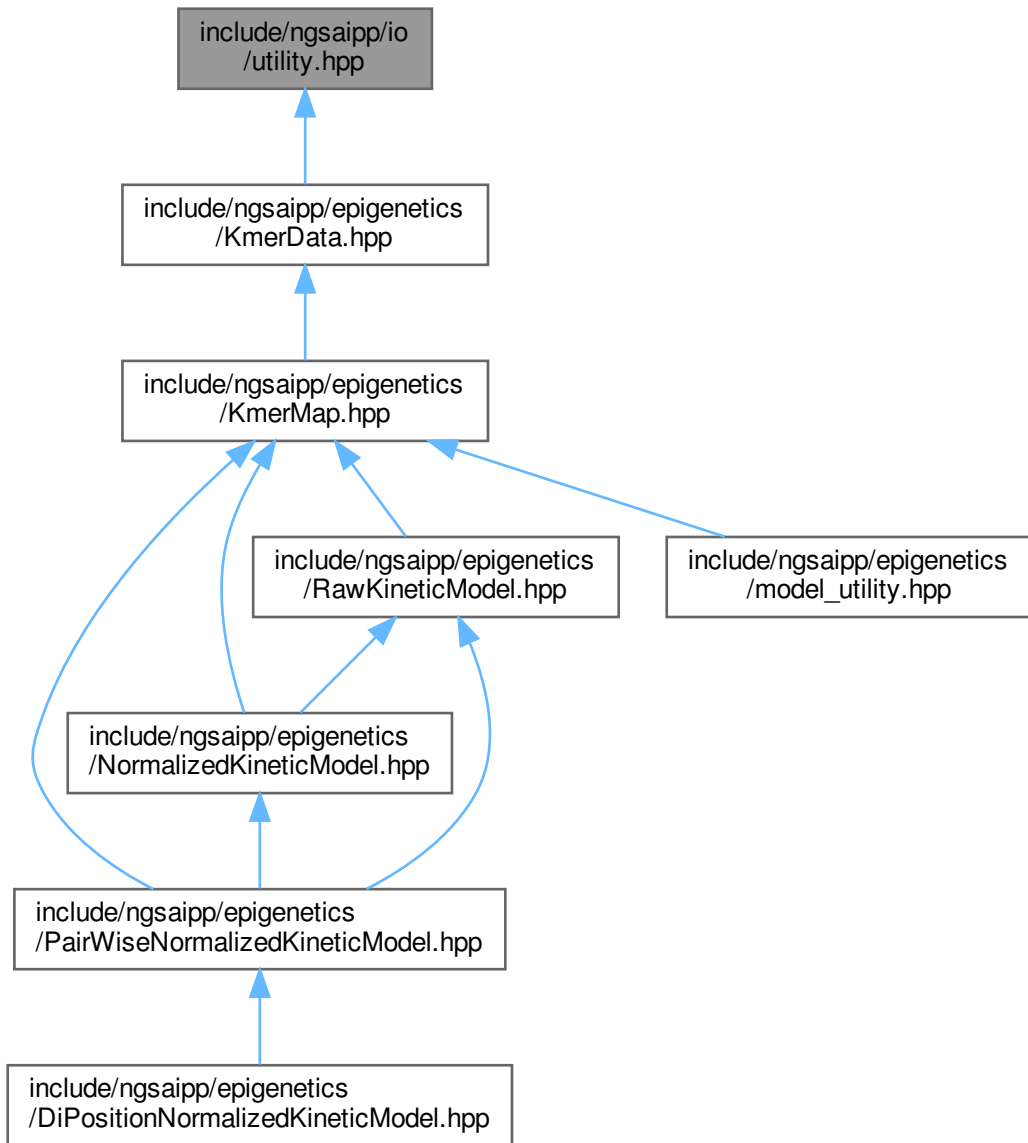 include/ngsaipp/io
/utility.hpp
include/ngsaipp/epigenetics
/KmerData.hpp
include/ngsaipp/epigenetics
/KmerMap.hpp
include/ngsaipp/epigenetics
/RawKineticModel.hpp
include/ngsaipp/epigenetics
/model_utility.hpp
include/ngsaipp/epigenetics
/NormalizedKineticModel.hpp
include/ngsaipp/epigenetics
/PairWiseNormalizedKineticModel.hpp
include/ngsaipp/epigenetics
/DiPositionNormalizedKineticModel.hpp